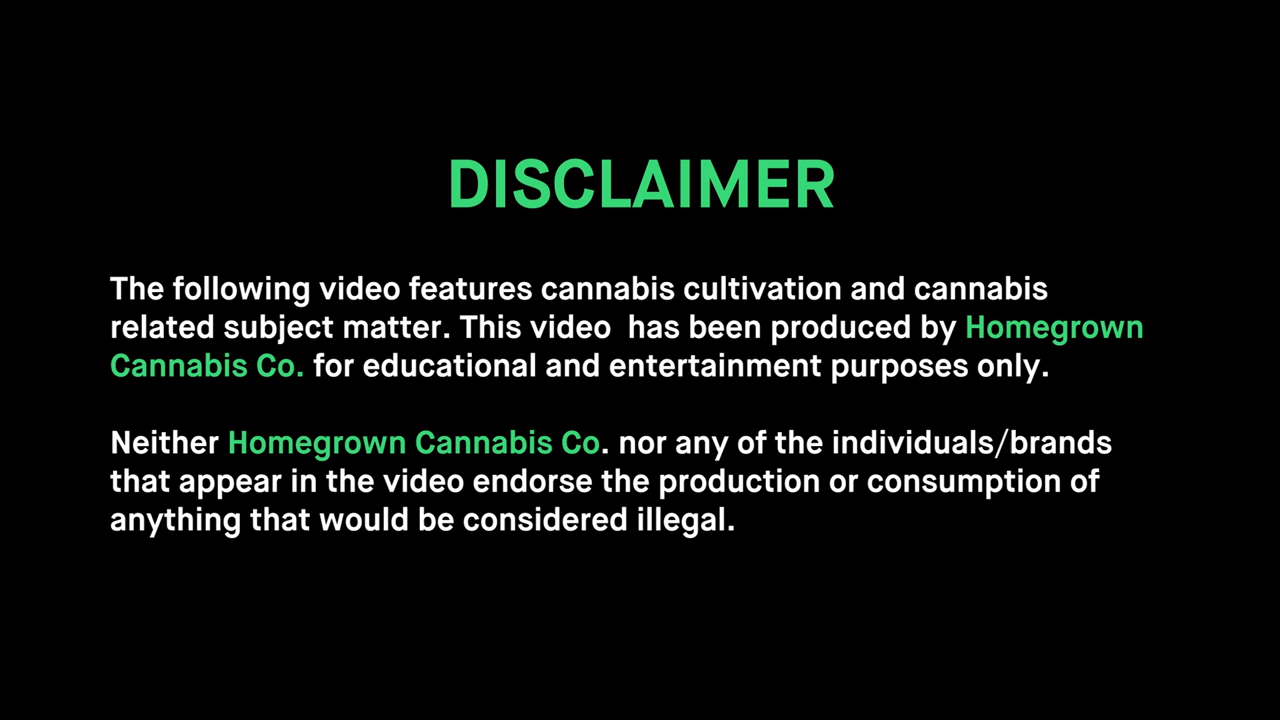 DISCLAIMER
The following video features cannabis cultivation and cannabis
related subject matter. This video  has been produced by Homegrown
Cannabis Co. for educational and entertainment purposes only.
Neither Homegrown Cannabis Co. nor any of the individuals/brands
that appear in the video endorse the production or consumption of
anything that would be considered illegal.